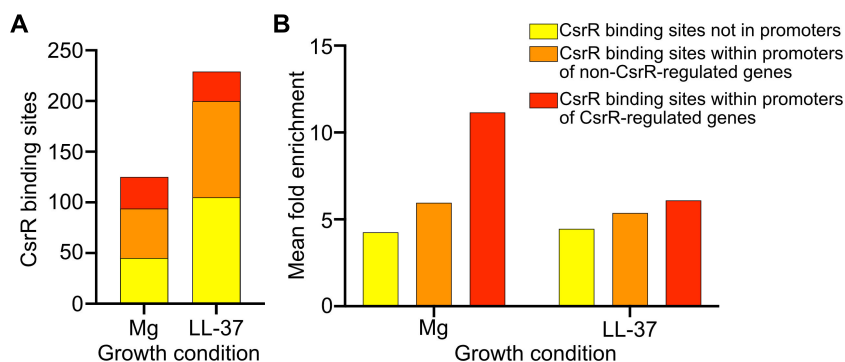 A
CsrR binding sites
250
200
150
100
50
0
Mg
LL-37
Growth condition
B
Mean fold enrichment
15
10
5
0
Mg
LL-37
Growth condition
CsrR binding sites not in promoters
CsrR binding sites within promoters
of non-CsrR-regulated genes
CsrR binding sites within promoters
of CsrR-regulated genes